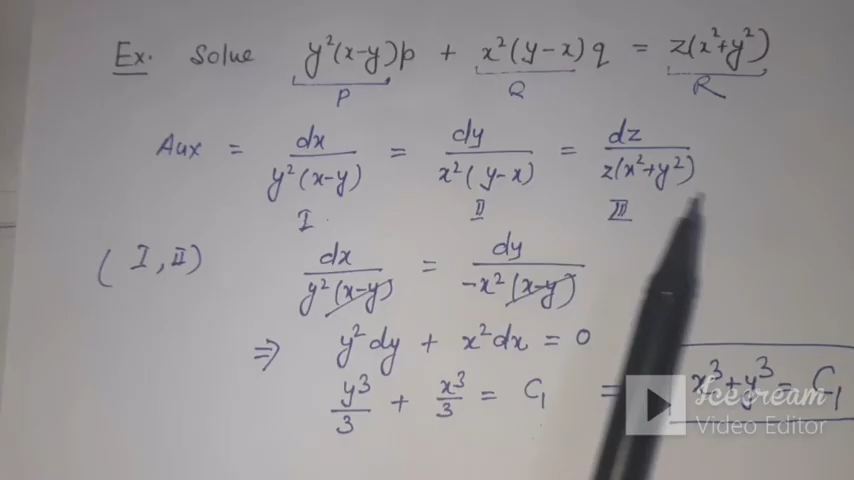 Ex. Solve y²(x-y)p + x²(y-x)q = z(x²+y²)
P Q R
Aux = dx/y²(x-y) = dy/x²(y-x) = dz/z(x²+y²)
I II III
(I, II) dx/y²(x-y) = dy/-x²(x-y)
⇒ y²dy + x²dx = 0
y³/3 + x³/3 = C₁ = x³+y³ = C₁
Icecream
Video Editor